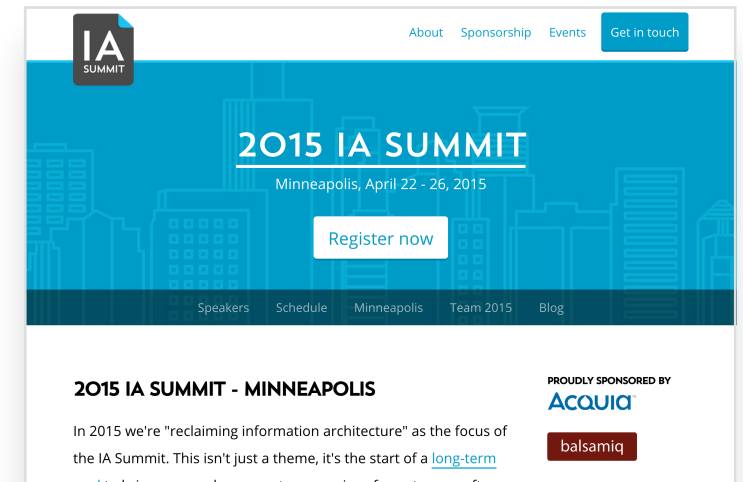 IA
SUMMIT
About Sponsorship Events Get in touch
2015 IA SUMMIT
Minneapolis, April 22 - 26, 2015
Register now
Speakers Schedule Minneapolis Team 2015 Blog
2015 IA SUMMIT - MINNEAPOLIS
In 2015 we're "reclaiming information architecture" as the focus of
the IA Summit. This isn't just a theme, it's the start of a long-term
PROUDLY SPONSORED BY
Acquia™
balsamiq